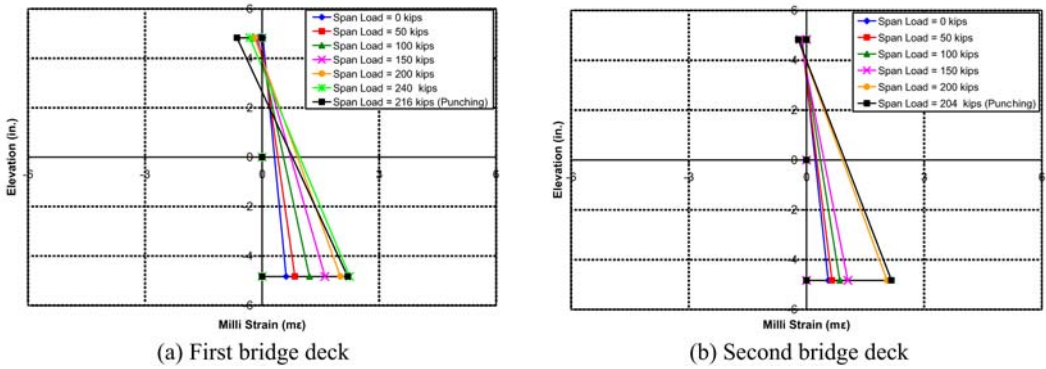 6
Span Load = 0 kips
Span Load = 50 kips
4
Span Load = 100 kips
Span Load = 150 kips
Span Load = 200 kips
Span Load = 240 kips
2
Span Load = 216 kips (Punching)
Elevation (in.)
-3 0 3 6
-2
-4
-6
Milli Strain (mε)
(a) First bridge deck
6
Span Load = 0 kips
Span Load = 50 kips
4
Span Load = 100 kips
Span Load = 150 kips
Span Load = 200 kips
2
Span Load = 204 kips (Punching)
Elevation (in.)
-3 0 3 6
-2
-4
-6
Milli Strain (mε)
(b) Second bridge deck